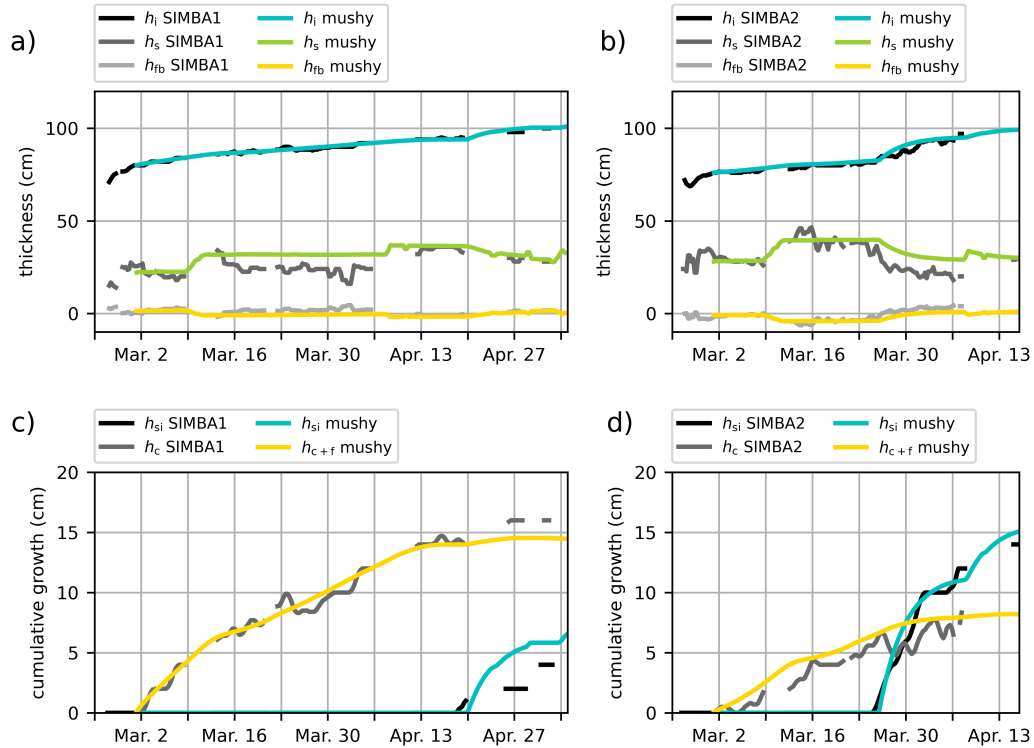 a)
h_i SIMBA1 h_i mushy
h_s SIMBA1 h_s mushy
h_fb SIMBA1 h_fb mushy
thickness (cm)
100
50
0
Mar. 2 Mar. 16 Mar. 30 Apr. 13 Apr. 27
b)
h_i SIMBA2 h_i mushy
h_s SIMBA2 h_s mushy
h_fb SIMBA2 h_fb mushy
thickness (cm)
100
50
0
Mar. 2 Mar. 16 Mar. 30 Apr. 13
c)
h_si SIMBA1 h_si mushy
h_c SIMBA1 h_c+f mushy
cumulative growth (cm)
20
15
10
5
0
Mar. 2 Mar. 16 Mar. 30 Apr. 13 Apr. 27
d)
h_si SIMBA2 h_si mushy
h_c SIMBA2 h_c+f mushy
cumulative growth (cm)
20
15
10
5
0
Mar. 2 Mar. 16 Mar. 30 Apr. 13